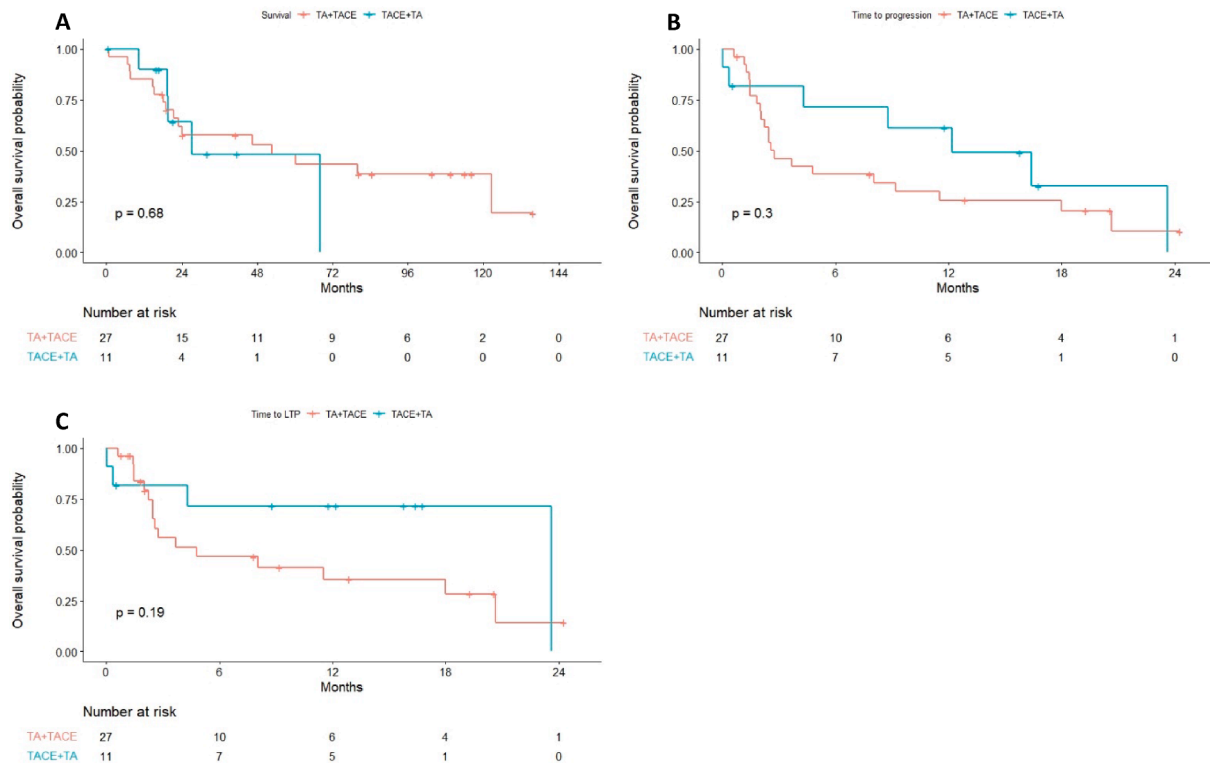 A
Survival TA+TACE TACE+TA
Overall survival probability
1.00
0.75
0.50
0.25
0.00
p = 0.68
0 24 48 72 96 120 144
Months
Number at risk
TA+TACE 27 15 11 9 6 2 0
TACE+TA 11 4 1 0 0 0 0
B
Time to progression TA+TACE TACE+TA
Overall survival probability
1.00
0.75
0.50
0.25
0.00
p = 0.3
0 6 12 18 24
Months
Number at risk
TA+TACE 27 10 6 4 1
TACE+TA 11 7 5 1 0
C
Time to LTP TA+TACE TACE+TA
Overall survival probability
1.00
0.75
0.50
0.25
0.00
p = 0.19
0 6 12 18 24
Months
Number at risk
TA+TACE 27 10 6 4 1
TACE+TA 11 7 5 1 0